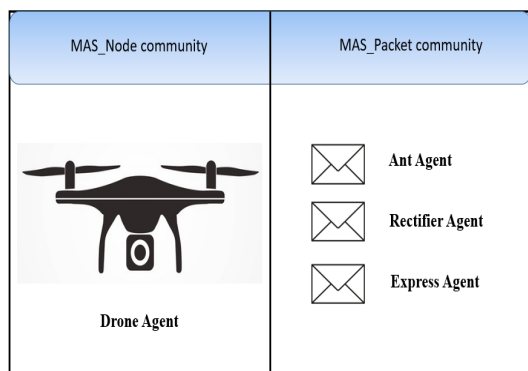 MAS_Node community
MAS_Packet community
Drone Agent
Ant Agent
Rectifier Agent
Express Agent